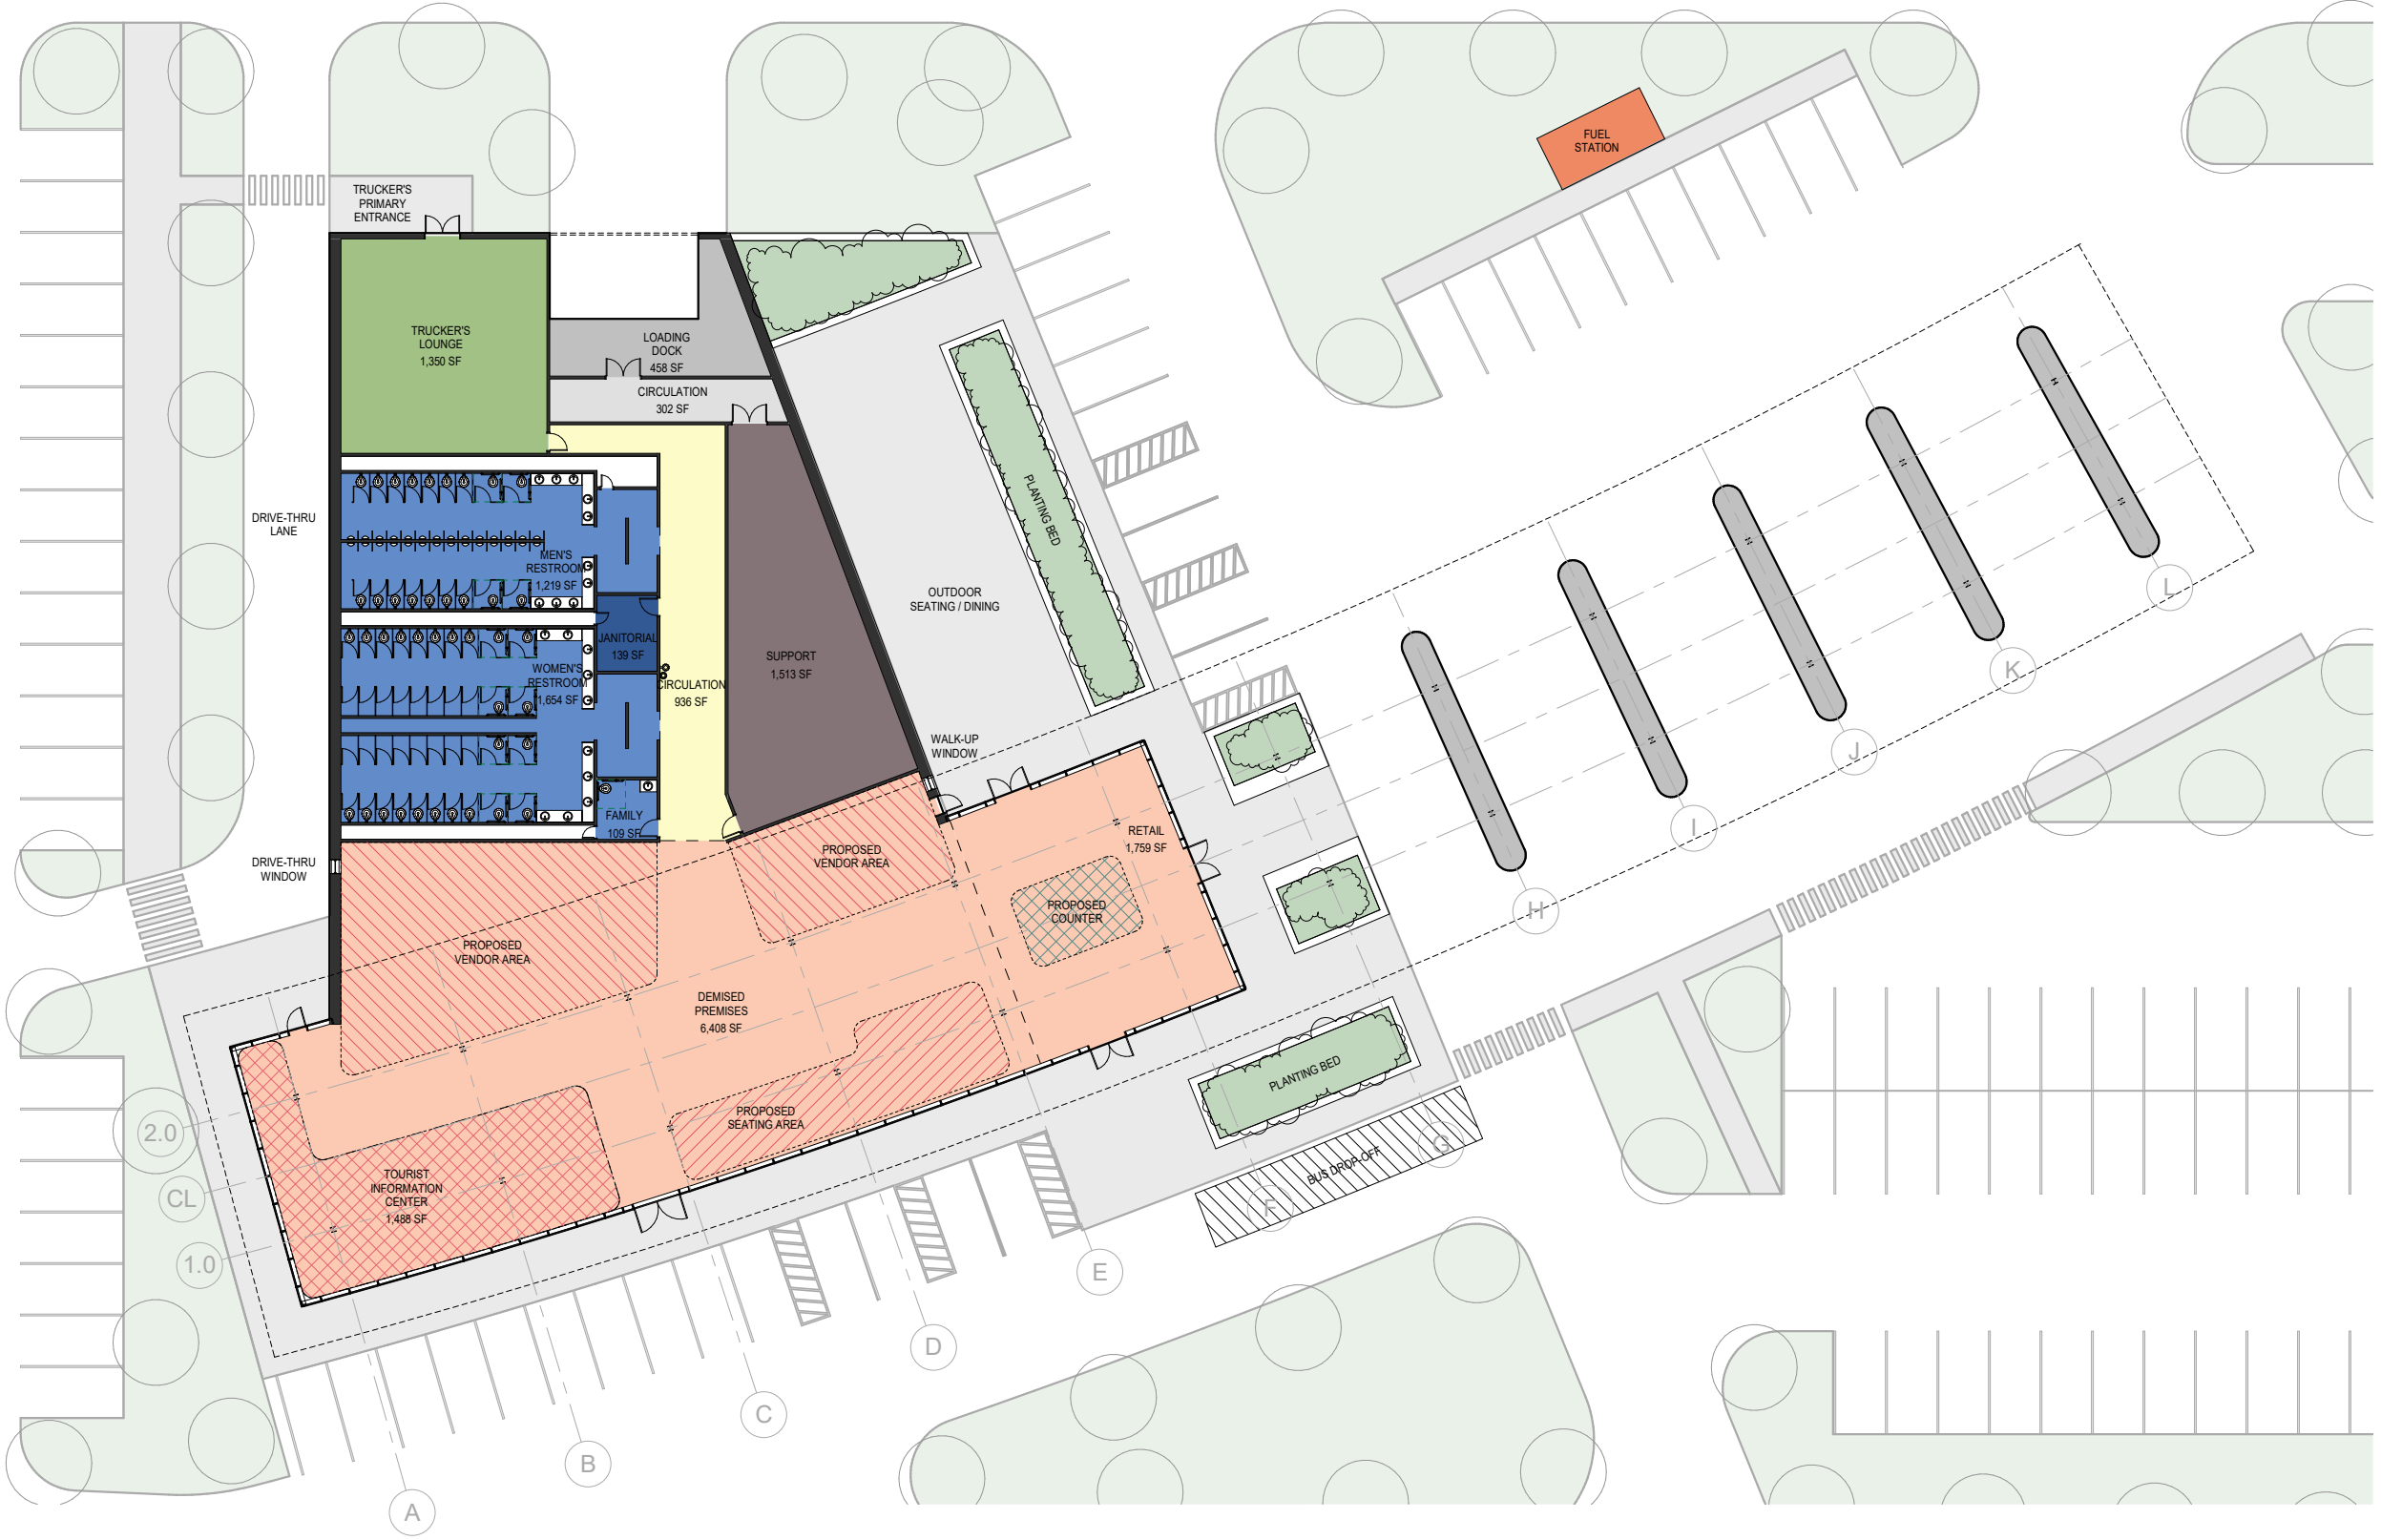 FUEL
STATION
TRUCKER'S
PRIMARY
ENTRANCE
TRUCKER'S
LOUNGE
1,350 SF
LOADING
DOCK
458 SF
CIRCULATION
302 SF
DRIVE-THRU
LANE
MEN'S
RESTROOM
1,219 SF
PLANTING BED
OUTDOOR
SEATING / DINING
JANITORIAL
139 SF
SUPPORT
1,513 SF
WOMEN'S
RESTROOM
1,654 SF
CIRCULATION
936 SF
WALK-UP
WINDOW
FAMILY
109 SF
RETAIL
1,759 SF
DRIVE-THRU
WINDOW
PROPOSED
VENDOR AREA
PROPOSED
COUNTER
PROPOSED
VENDOR AREA
DEMISED
PREMISES
6,408 SF
PLANTING BED
PROPOSED
SEATING AREA
TOURIST
INFORMATION
CENTER
1,488 SF
BUS DROP-OFF
2.0
CL
1.0
A
B
C
D
E
F
G
H
I
J
K
L